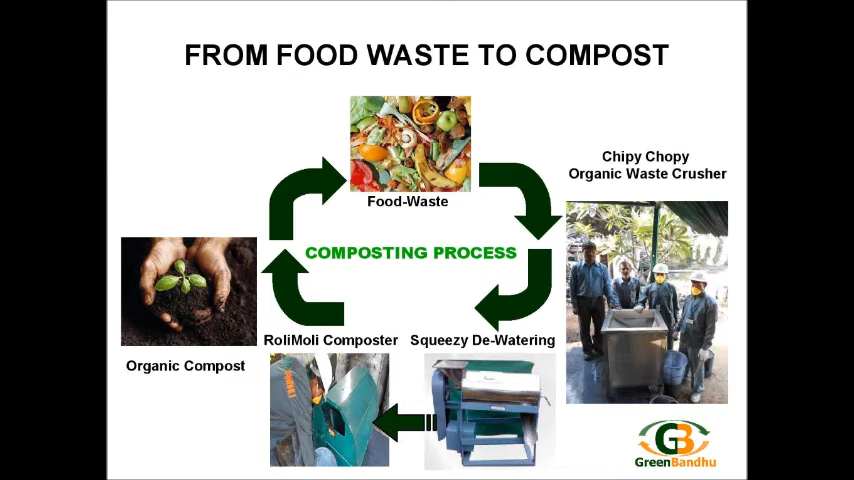 FROM FOOD WASTE TO COMPOST
Chipy Chopy
Organic Waste Crusher
Food-Waste
COMPOSTING PROCESS
RoliMoli Composter
Squeezy De-Watering
Organic Compost
GB
GreenBandhu